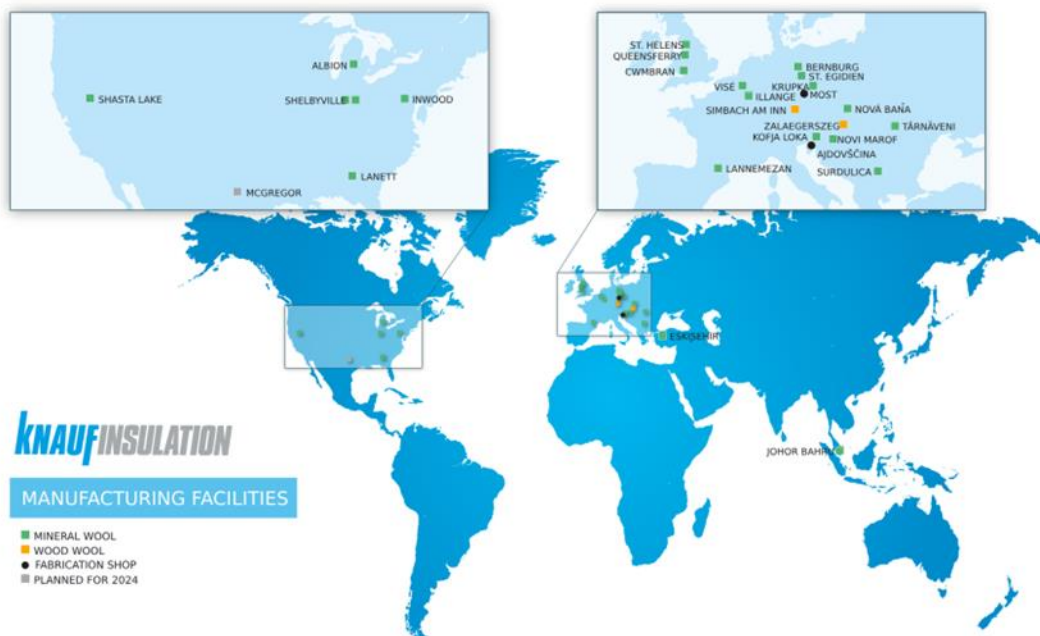 ALBION
SHASTA LAKE
SHELBYVILLE
INWOOD
LANETT
MCGREGOR
ST. HELENS
QUEENSFERRY
CWMBRAN
BERNBURG
ST. EGIDIEN
VISÉ
KRUPKA
ILLANGE
MOST
SIMBACH AM INN
NOVÁ BAŇA
ZALAEGERSZEG
TÂRNĂVENI
KOFJA LOKA
NOVI MAROF
AJDOVŠČINA
LANNEMEZAN
SURDULICA
ESKIŞEHIR
JOHOR BAHRU
KNAUFINSULATION
MANUFACTURING FACILITIES
MINERAL WOOL
WOOD WOOL
FABRICATION SHOP
PLANNED FOR 2024